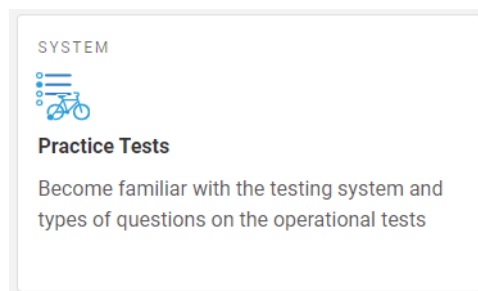 SYSTEM
Practice Tests
Become familiar with the testing system and
types of questions on the operational tests